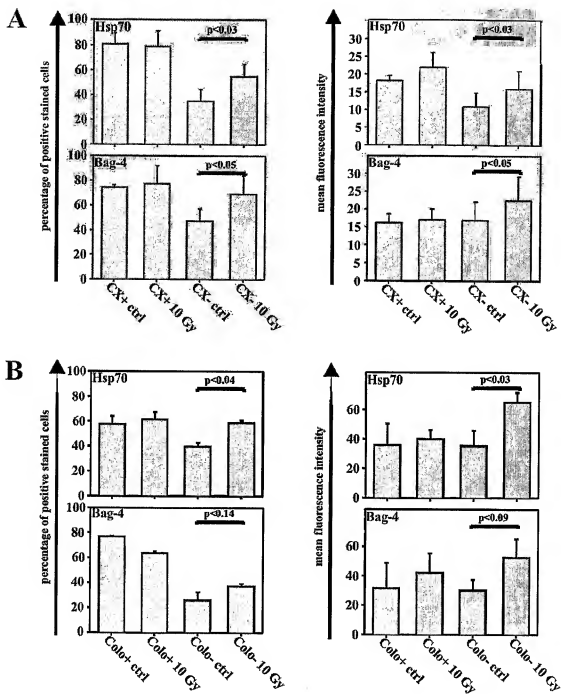 A
percentage of positive stained cells
Hsp70
p<0.03
100
80
60
40
20
0
Bag-4
p<0.05
100
80
60
40
20
0
CX+ ctrl
CX+ 10 Gy
CX- ctrl
CX- 10 Gy
mean fluorescence intensity
Hsp70
p<0.03
35
30
25
20
15
10
5
0
Bag-4
p<0.05
35
30
25
20
15
10
5
0
CX+ ctrl
CX+ 10 Gy
CX- ctrl
CX- 10 Gy
B
percentage of positive stained cells
Hsp70
p<0.04
100
80
60
40
20
0
Bag-4
p<0.14
100
80
60
40
20
0
Colo+ ctrl
Colo+ 10 Gy
Colo- ctrl
Colo- 10 Gy
mean fluorescence intensity
Hsp70
p<0.03
60
40
20
0
Bag-4
p<0.09
60
40
20
0
Colo+ ctrl
Colo+ 10 Gy
Colo- ctrl
Colo- 10 Gy